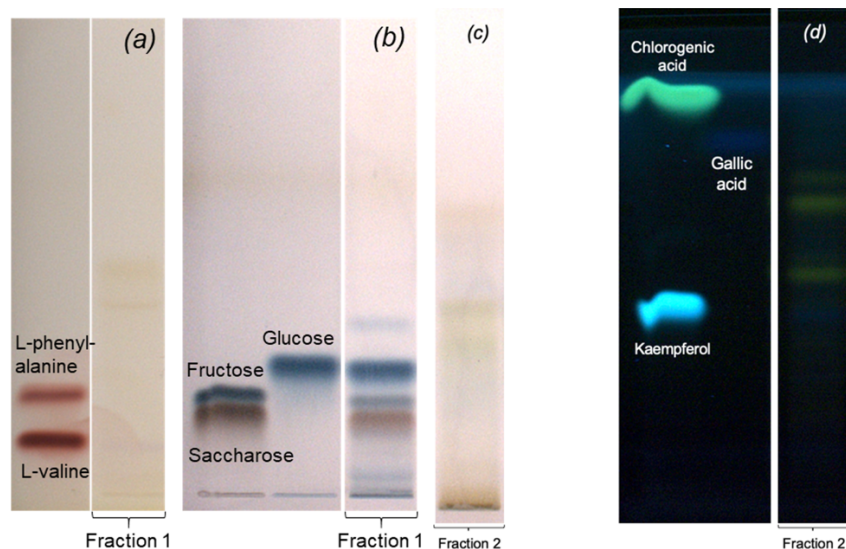 (a)
L-phenyl-
alanine
L-valine
Fraction 1
(b)
Fructose
Glucose
Saccharose
Fraction 1
(c)
Fraction 2
Chlorogenic
acid
Gallic
acid
Kaempferol
(d)
Fraction 2